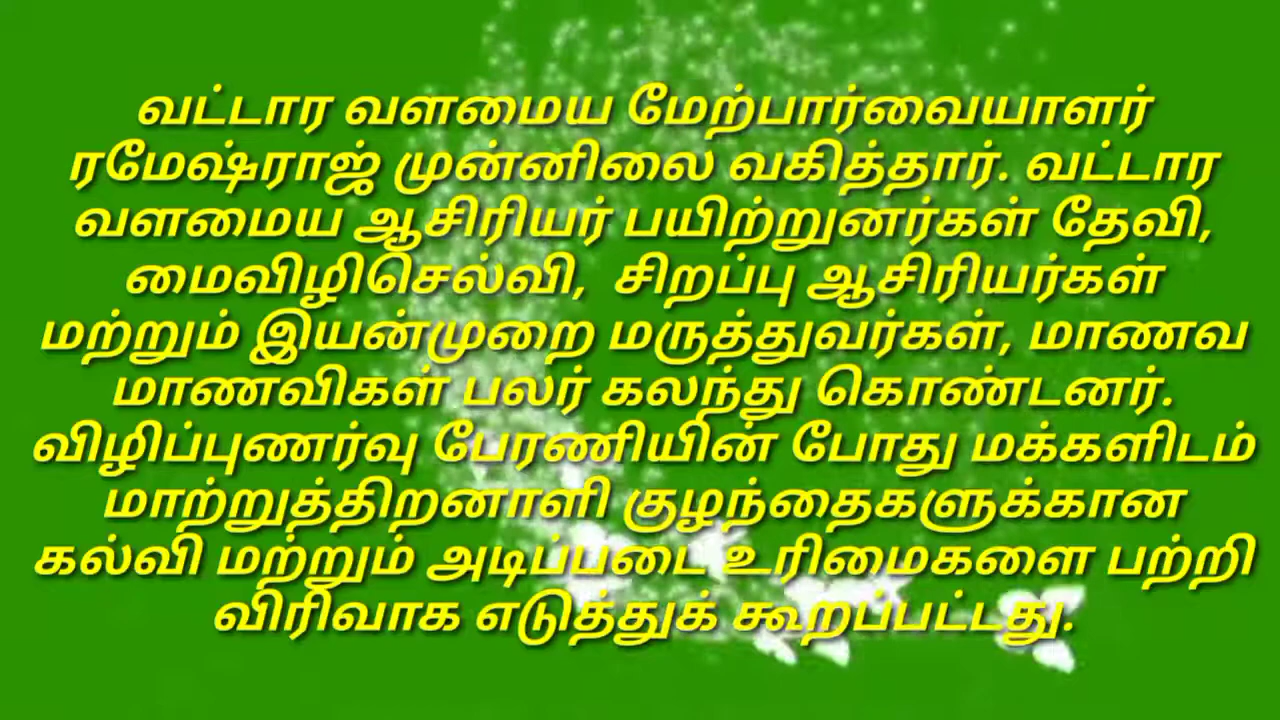 வட்டார வளமைய மேற்பார்வையாளர்
ரமேஷ்ராஜ் முன்னிலை வகித்தார். வட்டார
வளமைய ஆசிரியர் பயிற்றுனர்கள் தேவி,
மைவிழிசெல்வி, சிறப்பு ஆசிரியர்கள்
மற்றும் இயன்முறை மருத்துவர்கள், மாணவ
மாணவிகள் பலர் கலந்து கொண்டனர்.
விழிப்புணர்வு பேரணியின் போது மக்களிடம்
மாற்றுத்திறனாளி குழந்தைகளுக்கான
கல்வி மற்றும் அடிப்படை உரிமைகளை பற்றி
விரிவாக எடுத்துக் கூறப்பட்டது.